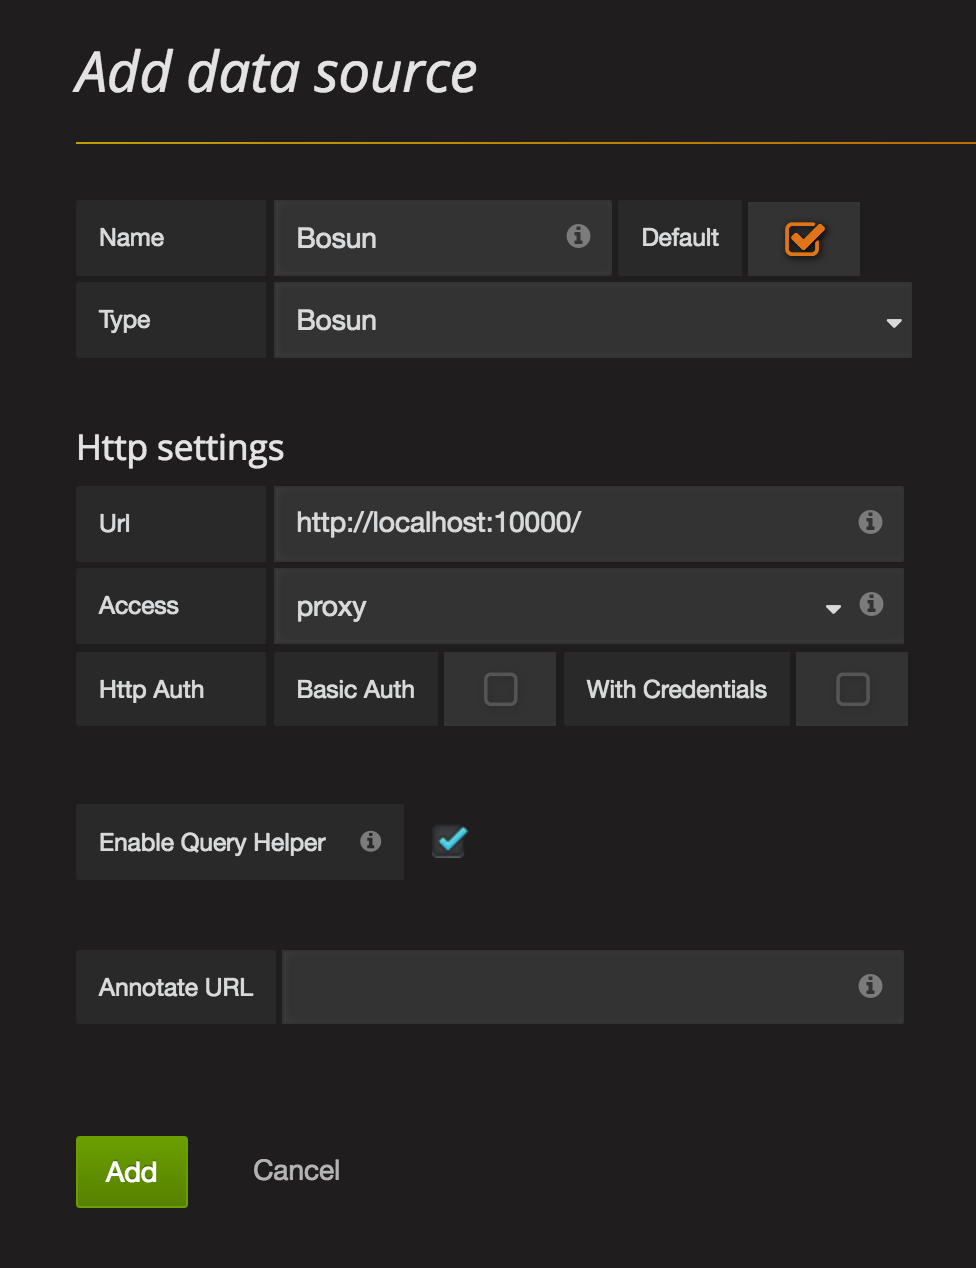 Add data source
Name Bosun Default
Type Bosun
Http settings
Url http://localhost:10000/
Access proxy
Http Auth Basic Auth With Credentials
Enable Query Helper
Annotate URL
Add Cancel